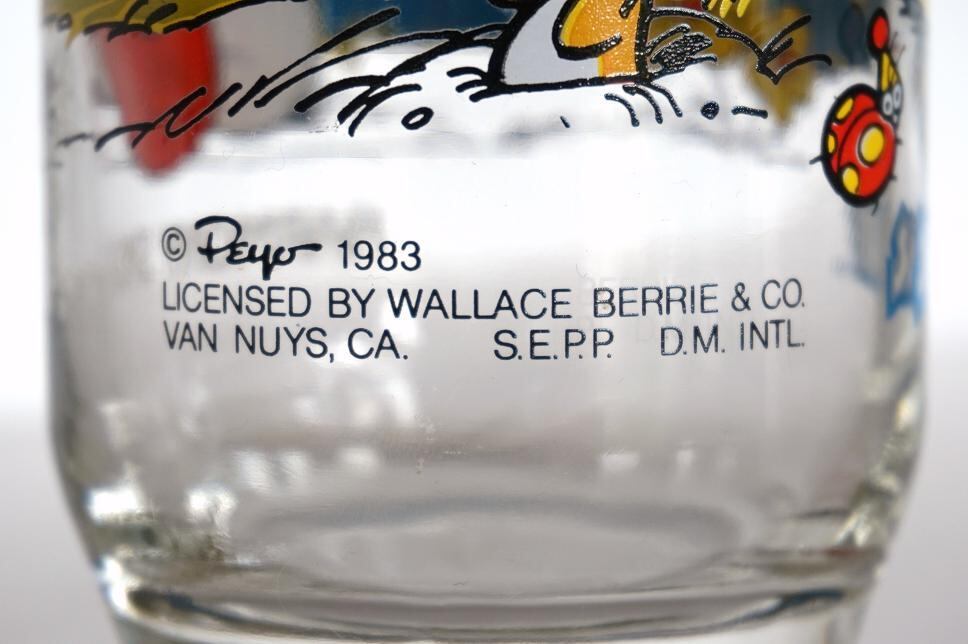 © Peyo 1983
LICENSED BY WALLACE BERRIE & CO.
VAN NUYS, CA. S.E.P.P. D.M. INTL.